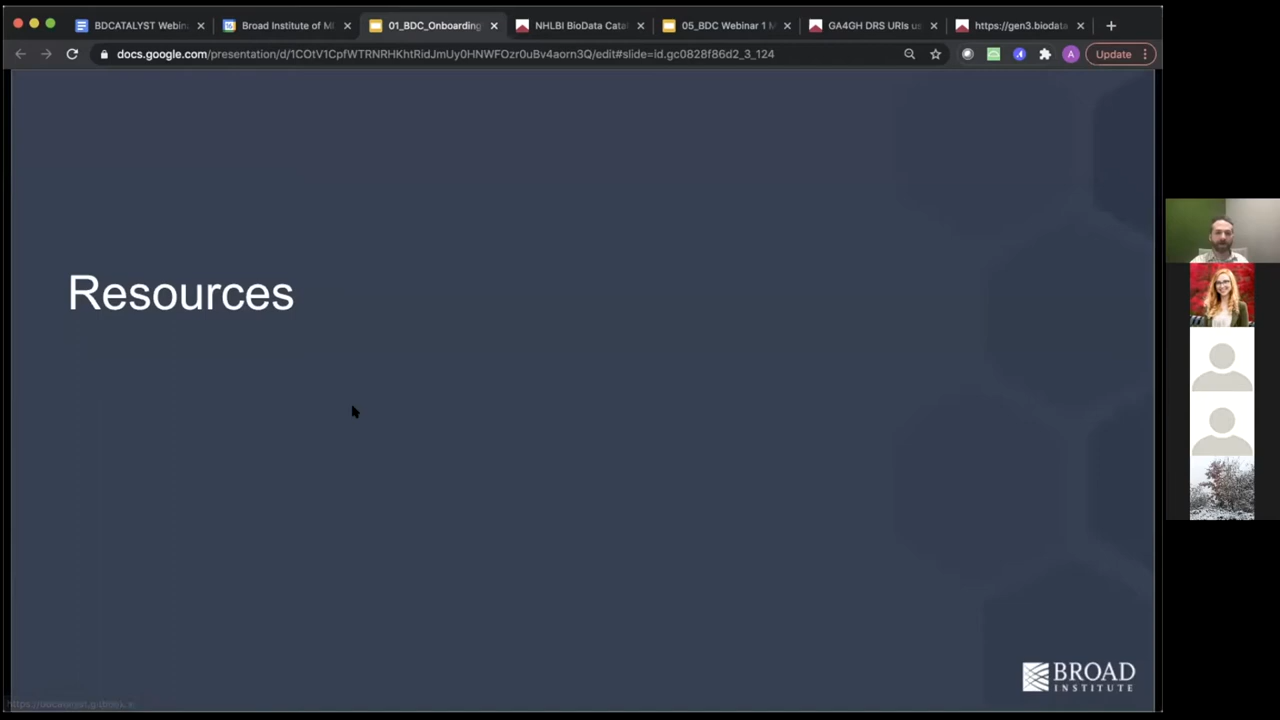 BDCATALYST Webin
Broad Institute of M
01_BDC_Onboarding
NHLBI BioData Cata
05_BDC Webinar 1 M
GA4GH DRS URIs us
https://gen3.biodata
docs.google.com/presentation/d/1COtV1CpfWTRNRHKhtRidJmUy0HNWFOzr0uBv4aorn3Q/edit#slide=id.gc0828f86d2_3_124
A
Update
Resources
BROAD
INSTITUTE